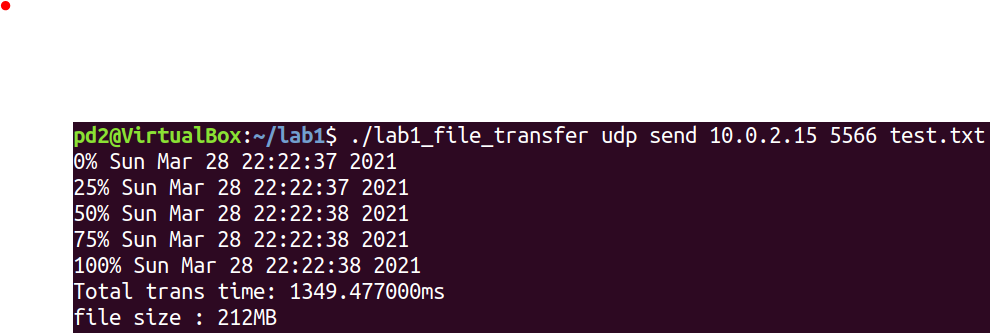 pd2@VirtualBox:~/lab1$ ./lab1_file_transfer udp send 10.0.2.15 5566 test.txt
0% Sun Mar 28 22:22:37 2021
25% Sun Mar 28 22:22:37 2021
50% Sun Mar 28 22:22:38 2021
75% Sun Mar 28 22:22:38 2021
100% Sun Mar 28 22:22:38 2021
Total trans time: 1349.477000ms
file size : 212MB